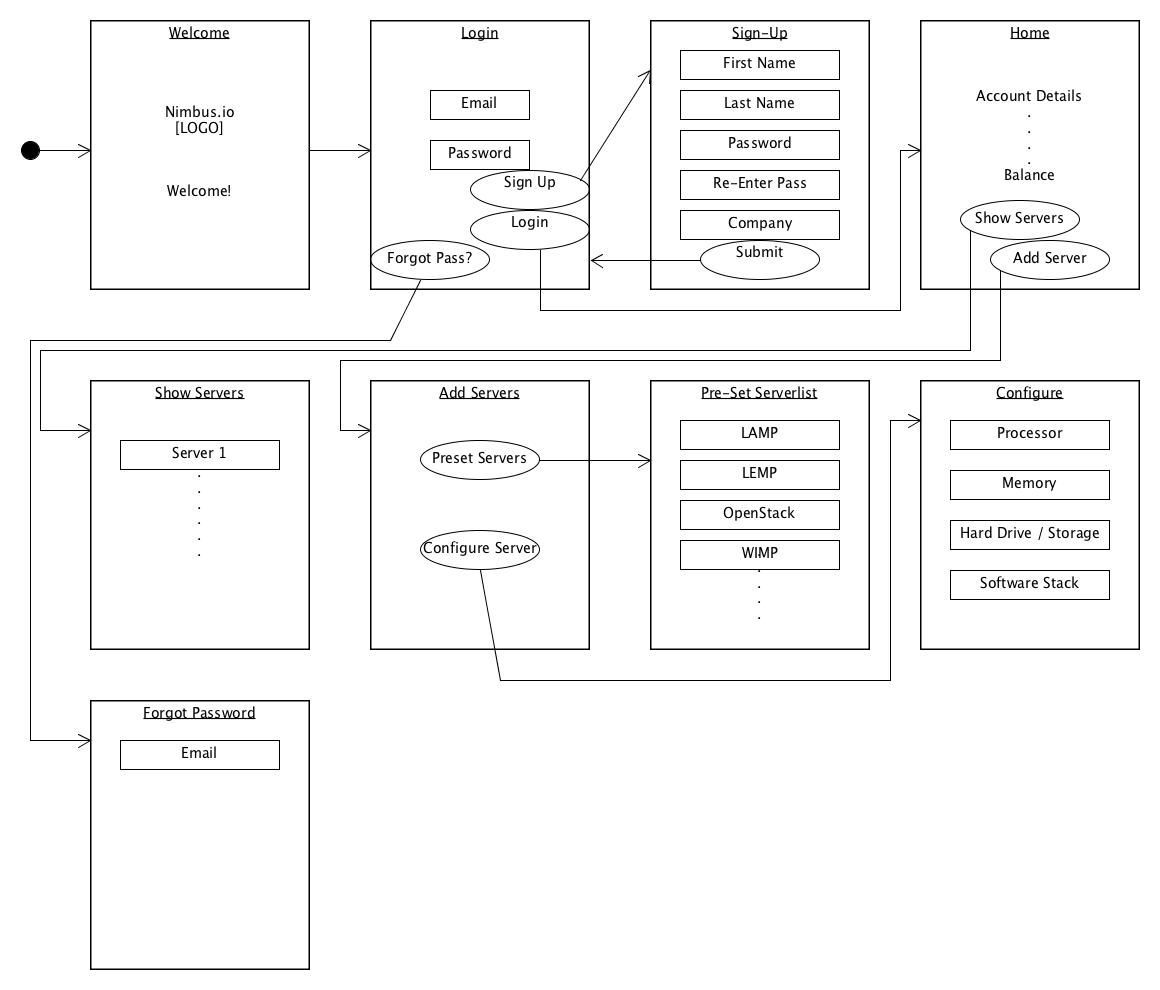 Welcome
Nimbus.io
[LOGO]
Welcome!
Login
Email
Password
Sign Up
Login
Forgot Pass?
Sign-Up
First Name
Last Name
Password
Re-Enter Pass
Company
Submit
Home
Account Details
.
.
.
.
Balance
Show Servers
Add Server
Show Servers
Server 1
.
.
.
.
.
.
Add Servers
Preset Servers
Configure Server
Pre-Set Serverlist
LAMP
LEMP
OpenStack
WIMP
.
.
.
.
Configure
Processor
Memory
Hard Drive / Storage
Software Stack
Forgot Password
Email